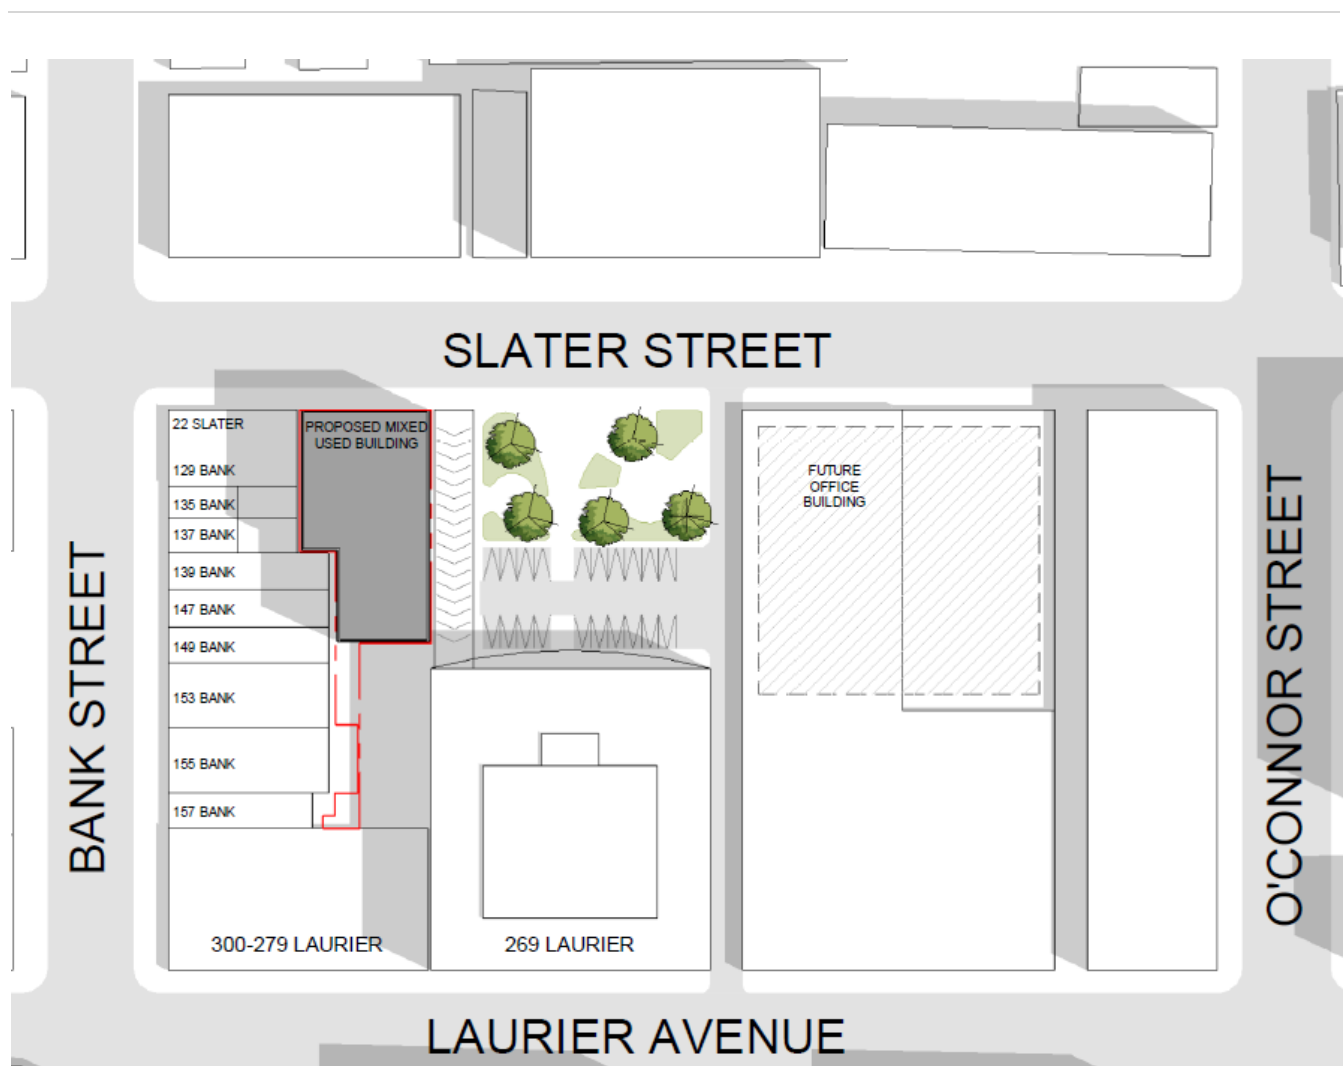 SLATER STREET
22 SLATER
PROPOSED MIXED
USED BUILDING
129 BANK
135 BANK
137 BANK
139 BANK
147 BANK
149 BANK
153 BANK
155 BANK
157 BANK
FUTURE
OFFICE
BUILDING
BANK STREET
O'CONNOR STREET
300-279 LAURIER
269 LAURIER
LAURIER AVENUE